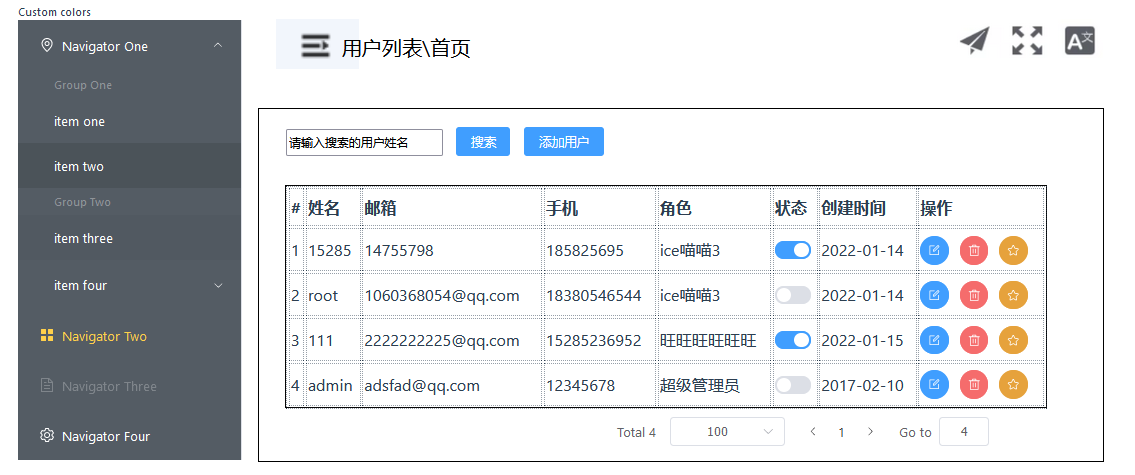 Custom colors
Navigator One
Group One
item one
item two
Group Two
item three
item four
Navigator Two
Navigator Three
Navigator Four
用户列表\首页
A文
请输入搜索的用户姓名 搜索 添加用户
# 姓名 邮箱 手机 角色 状态 创建时间 操作
1 15285 14755798 185825695 ice喵喵3 2022-01-14
2 root 1060368054@qq.com 18380546544 ice喵喵3 2022-01-14
3 111 2222222225@qq.com 15285236952 旺旺旺旺旺旺 2022-01-15
4 admin adsfad@qq.com 12345678 超级管理员 2017-02-10
Total 4 100 1 Go to 4